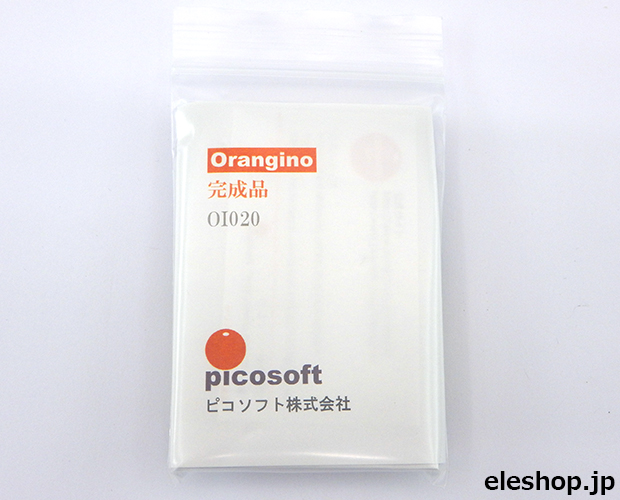 Orangino
完成品
OI020
picosoft
ピコソフト株式会社
eleshop.jp